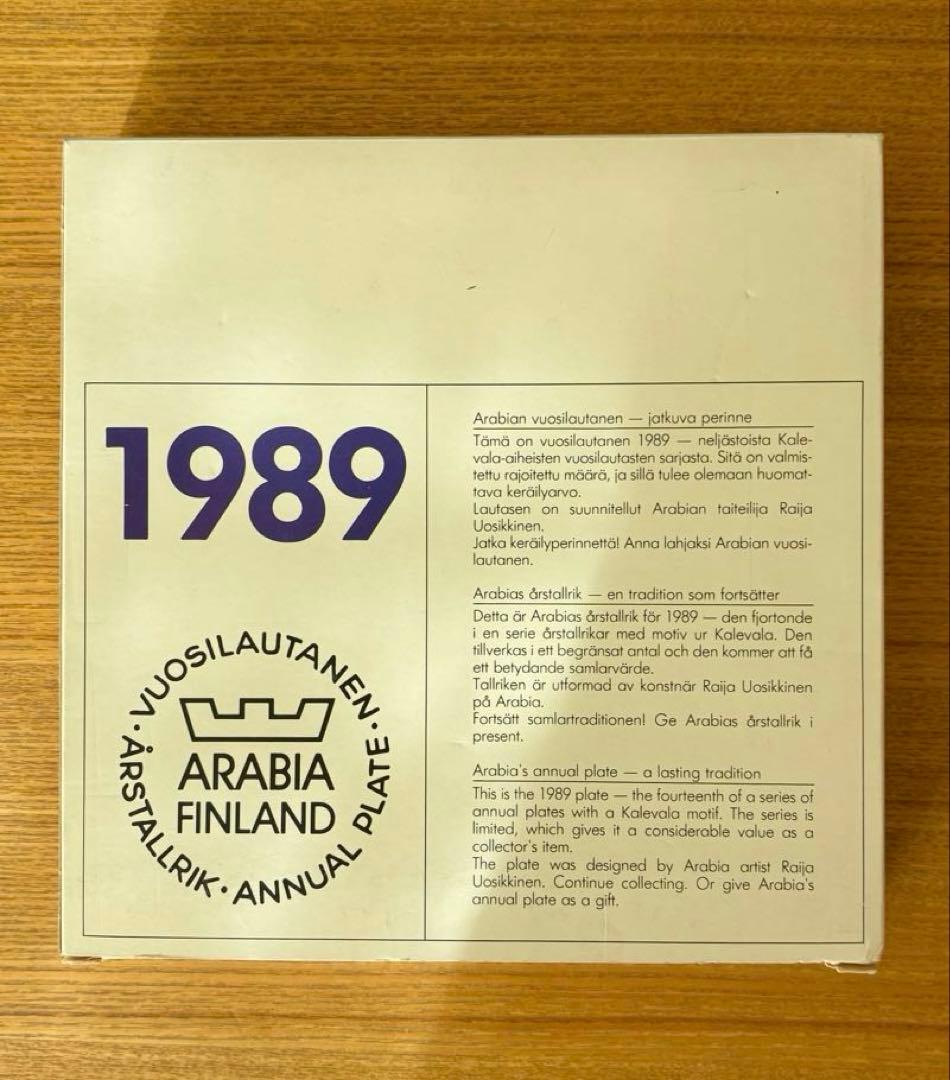 1989
· VUOSILAUTANEN ·
ARABIA
FINLAND
ÅRSTALLRIK · ANNUAL PLATE
Arabian vuosilautanen — jatkuva perinne
Tämä on vuosilautanen 1989 — neljästoista Kale-
vala-aiheisten vuosilautasten sarjasta. Sitä on valmis-
tettu rajoitettu määrä, ja sillä tulee olemaan huomat-
tava keräilyarvo.
Lautasen on suunnitellut Arabian taiteilija Raija
Uosikkinen.
Jatka keräilyperinnettä! Anna lahjaksi Arabian vuosi-
lautanen.
Arabias årstallrik — en tradition som fortsätter
Detta är Arabias årstallrik för 1989 — den fjortonde
i en serie årstallrikar med motiv ur Kalevala. Den
tillverkas i ett begränsat antal och den kommer att få
ett betydande samlarvärde.
Tallriken är utformad av konstnär Raija Uosikkinen
på Arabia.
Fortsätt samlartraditionen! Ge Arabias årstallrik i
present.
Arabia's annual plate — a lasting tradition
This is the 1989 plate — the fourteenth of a series of
annual plates with a Kalevala motif. The series is
limited, which gives it a considerable value as a
collector's item.
The plate was designed by Arabia artist Raija
Uosikkinen. Continue collecting. Or give Arabia's
annual plate as a gift.